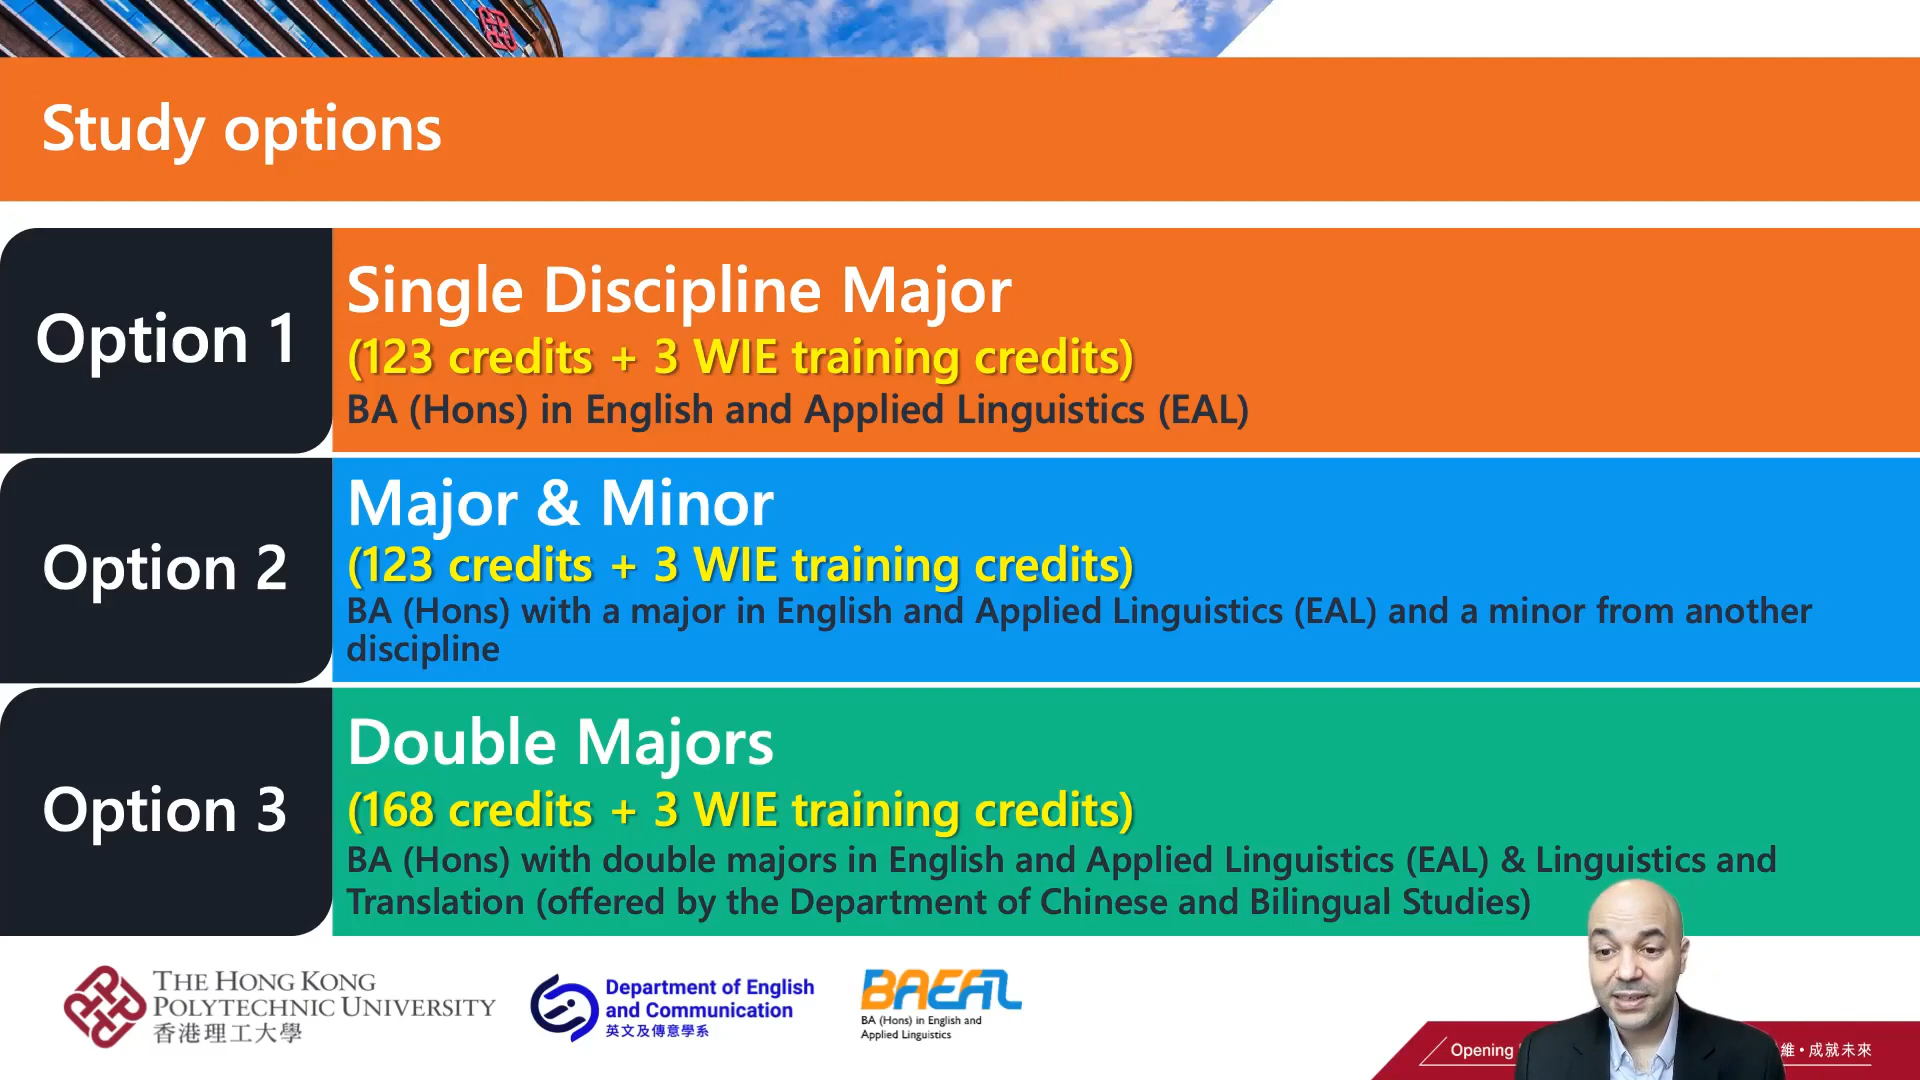 Study options
Option 1
Single Discipline Major
(123 credits + 3 WIE training credits)
BA (Hons) in English and Applied Linguistics (EAL)
Option 2
Major & Minor
(123 credits + 3 WIE training credits)
BA (Hons) with a major in English and Applied Linguistics (EAL) and a minor from another
discipline
Option 3
Double Majors
(168 credits + 3 WIE training credits)
BA (Hons) with double majors in English and Applied Linguistics (EAL) & Linguistics and
Translation (offered by the Department of Chinese and Bilingual Studies)
THE HONG KONG
POLYTECHNIC UNIVERSITY
香港理工大學
Department of English
and Communication
英文及傳意學系
BAEAL
BA (Hons) in English and
Applied Linguistics
Opening
維•成就未來